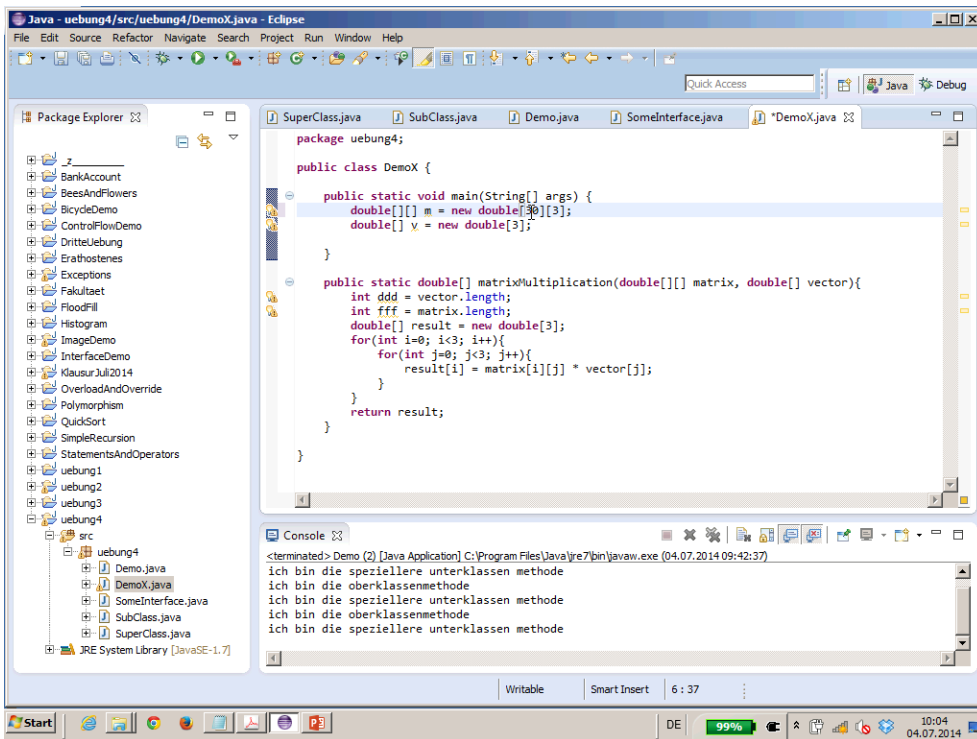 Java - uebung4/src/uebung4/DemoX.java - Eclipse
File Edit Source Refactor Navigate Search Project Run Window Help
Quick Access
Java
Debug
Package Explorer
_z_________
BankAccount
BeesAndFlowers
BicycleDemo
ControlFlowDemo
DritteUebung
Erathostenes
Exceptions
Fakultaet
FloodFill
Histogram
ImageDemo
InterfaceDemo
KlausurJuli2014
OverloadAndOverride
Polymorphism
QuickSort
SimpleRecursion
StatementsAndOperators
uebung1
uebung2
uebung3
uebung4
src
uebung4
Demo.java
DemoX.java
SomeInterface.java
SubClass.java
SuperClass.java
JRE System Library [JavaSE-1.7]
SuperClass.java SubClass.java Demo.java SomeInterface.java *DemoX.java
package uebung4;
public class DemoX {
public static void main(String[] args) {
double[][] m = new double[30][3];
double[] v = new double[3];
}
public static double[] matrixMultiplication(double[][] matrix, double[] vector){
int ddd = vector.length;
int fff = matrix.length;
double[] result = new double[3];
for(int i=0; i<3; i++){
for(int j=0; j<3; j++){
result[i] = matrix[i][j] * vector[j];
}
}
return result;
}
}
Console
<terminated> Demo (2) [Java Application] C:\Program Files\Java\jre7\bin\javaw.exe (04.07.2014 09:42:37)
ich bin die speziellere unterklassen methode
ich bin die oberklassenmethode
ich bin die speziellere unterklassen methode
ich bin die oberklassenmethode
ich bin die speziellere unterklassen methode
Writable Smart Insert 6 : 37
Start
DE
99%
10:04
04.07.2014